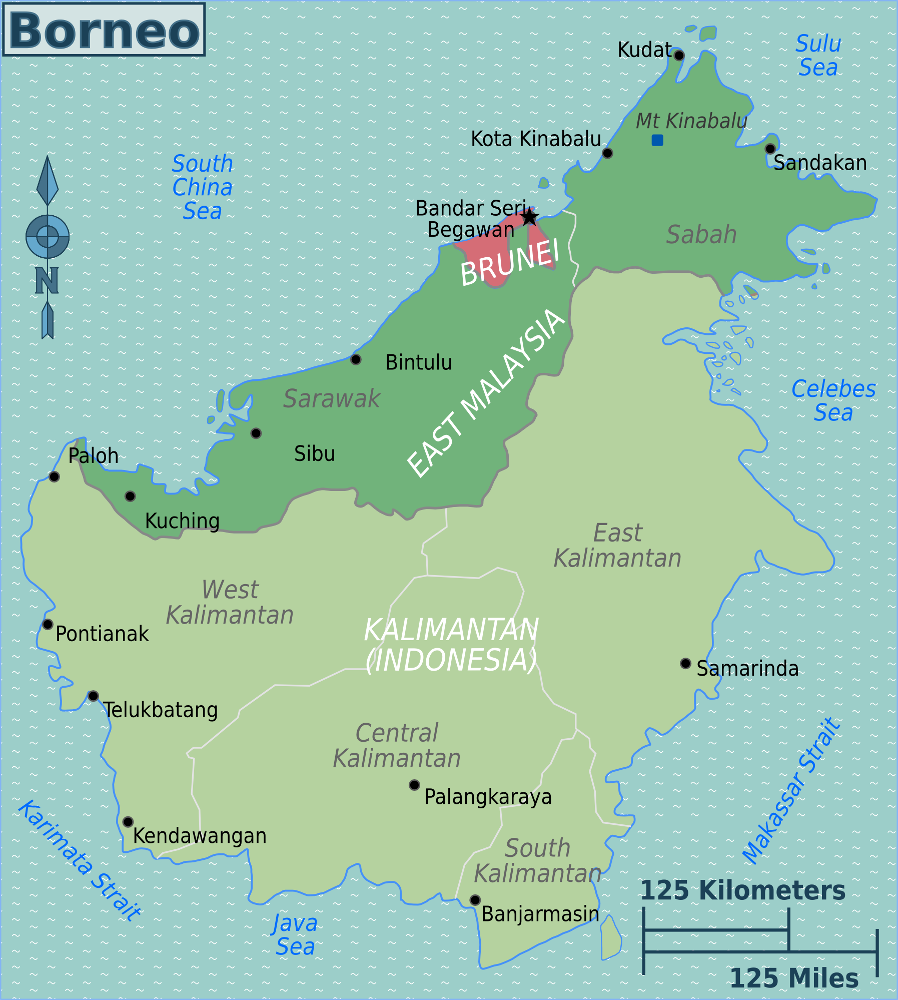 Borneo
Kudat
Sulu
Sea
Mt Kinabalu
Kota Kinabalu
Sandakan
South
China
Sea
Bandar Seri
Begawan
Sabah
BRUNEI
N
EAST MALAYSIA
Bintulu
Celebes
Sea
Sarawak
Sibu
Paloh
Kuching
East
Kalimantan
West
Kalimantan
KALIMANTAN
(INDONESIA)
Pontianak
Samarinda
Telukbatang
Central
Kalimantan
Makassar Strait
Palangkaraya
Karimata Strait
Kendawangan
South
Kalimantan
125 Kilometers
Banjarmasin
Java
Sea
125 Miles